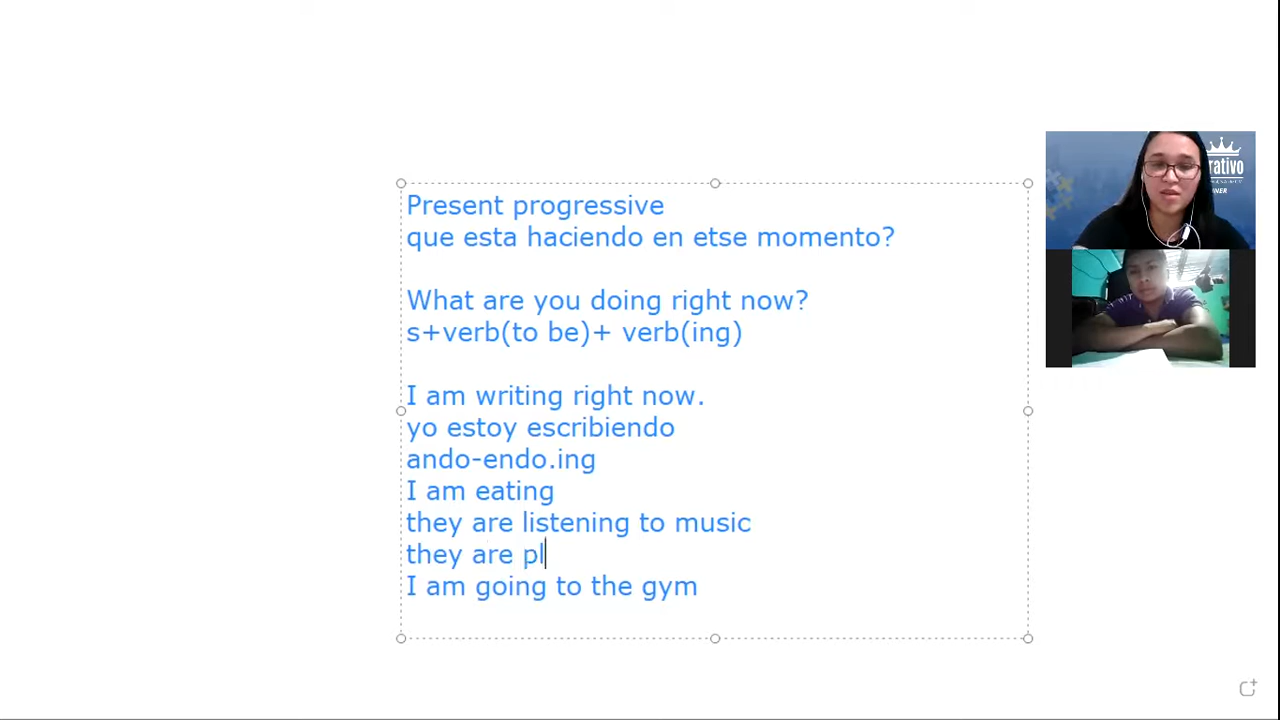 Present progressive
que esta haciendo en etse momento?
What are you doing right now?
s+verb(to be)+ verb(ing)
I am writing right now.
yo estoy escribiendo
ando-endo.ing
I am eating
they are listening to music
they are pl
I am going to the gym
rativo